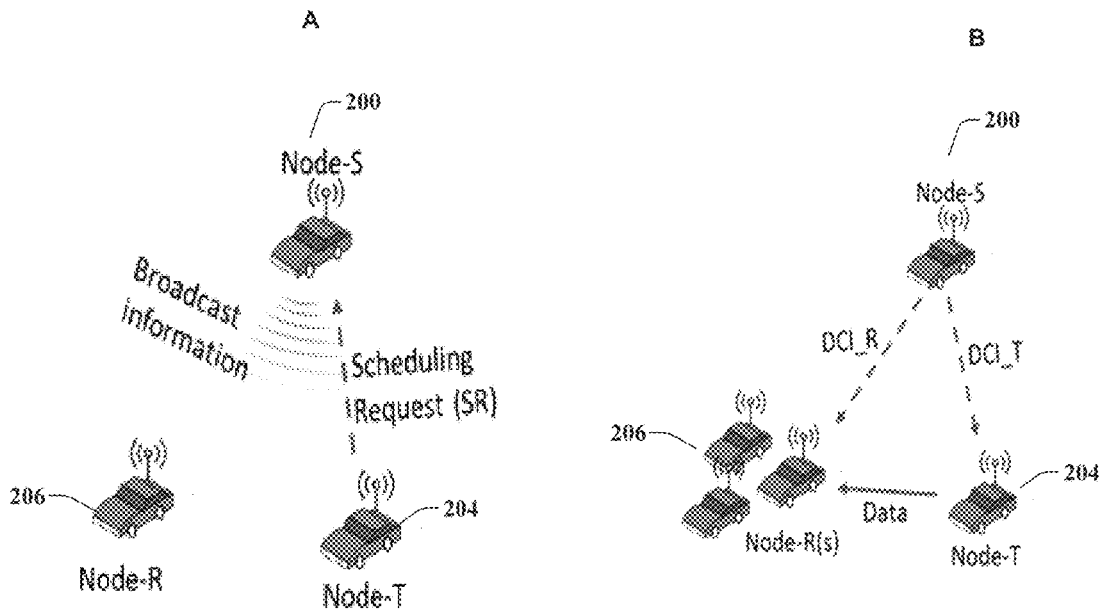 A
200
Node-S
Broadcast
information
Scheduling
Request (SR)
206
204
Node-R
Node-T
B
200
Node-S
DCI_R
DCI_T
206
204
Data
Node-R(s)
Node-T